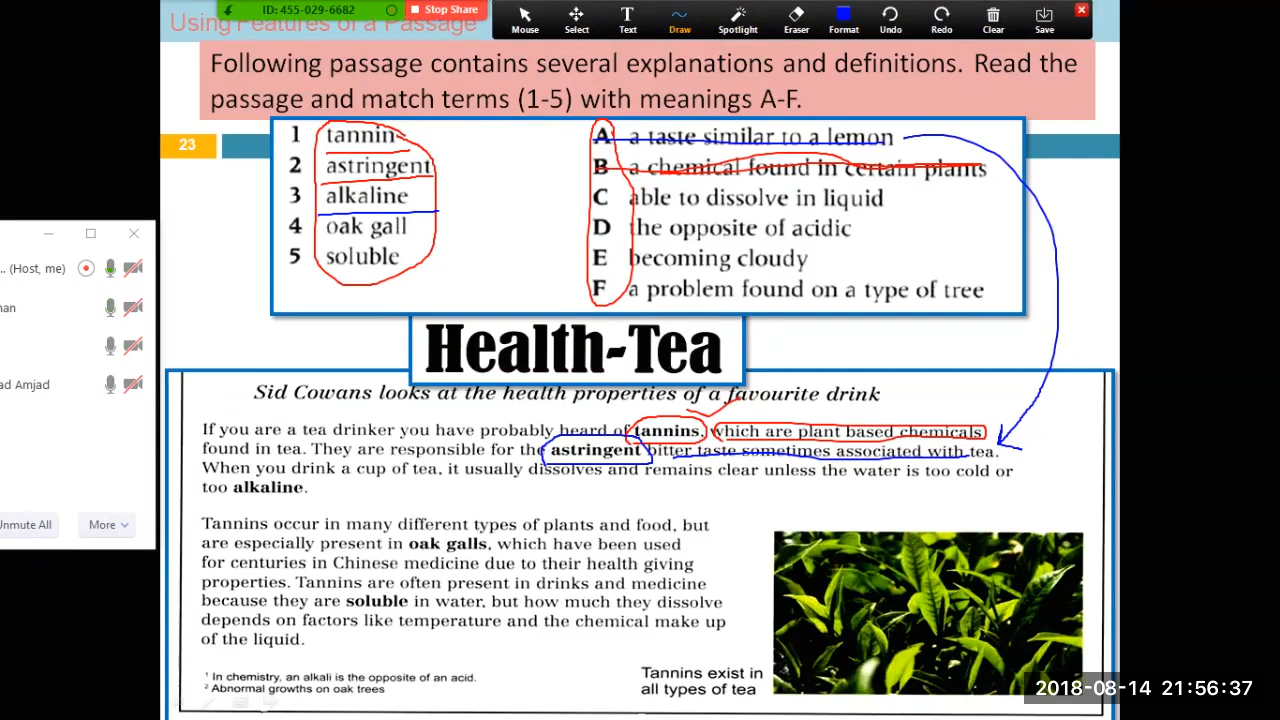 ID: 455-029-6682
Stop Share
Mouse
Select
Text
Draw
Spotlight
Eraser
Format
Undo
Redo
Clear
Save
Using Features of a Passage
Following passage contains several explanations and definitions. Read the
passage and match terms (1-5) with meanings A-F.
23
1 tannin
2 astringent
3 alkaline
4 oak gall
5 soluble
A a taste similar to a lemon
B a chemical found in certain plants
C able to dissolve in liquid
D the opposite of acidic
E becoming cloudy
F a problem found on a type of tree
... (Host, me)
nan
ad Amjad
Unmute All
More
Health-Tea
Sid Cowans looks at the health properties of a favourite drink
If you are a tea drinker you have probably heard of tannins, which are plant based chemicals
found in tea. They are responsible for the astringent bitter taste sometimes associated with tea.
When you drink a cup of tea, it usually dissolves and remains clear unless the water is too cold or
too alkaline.
Tannins occur in many different types of plants and food, but
are especially present in oak galls, which have been used
for centuries in Chinese medicine due to their health giving
properties. Tannins are often present in drinks and medicine
because they are soluble in water, but how much they dissolve
depends on factors like temperature and the chemical make up
of the liquid.
1 In chemistry, an alkali is the opposite of an acid.
2 Abnormal growths on oak trees
Tannins exist in
all types of tea
2018-08-14 21:56:37